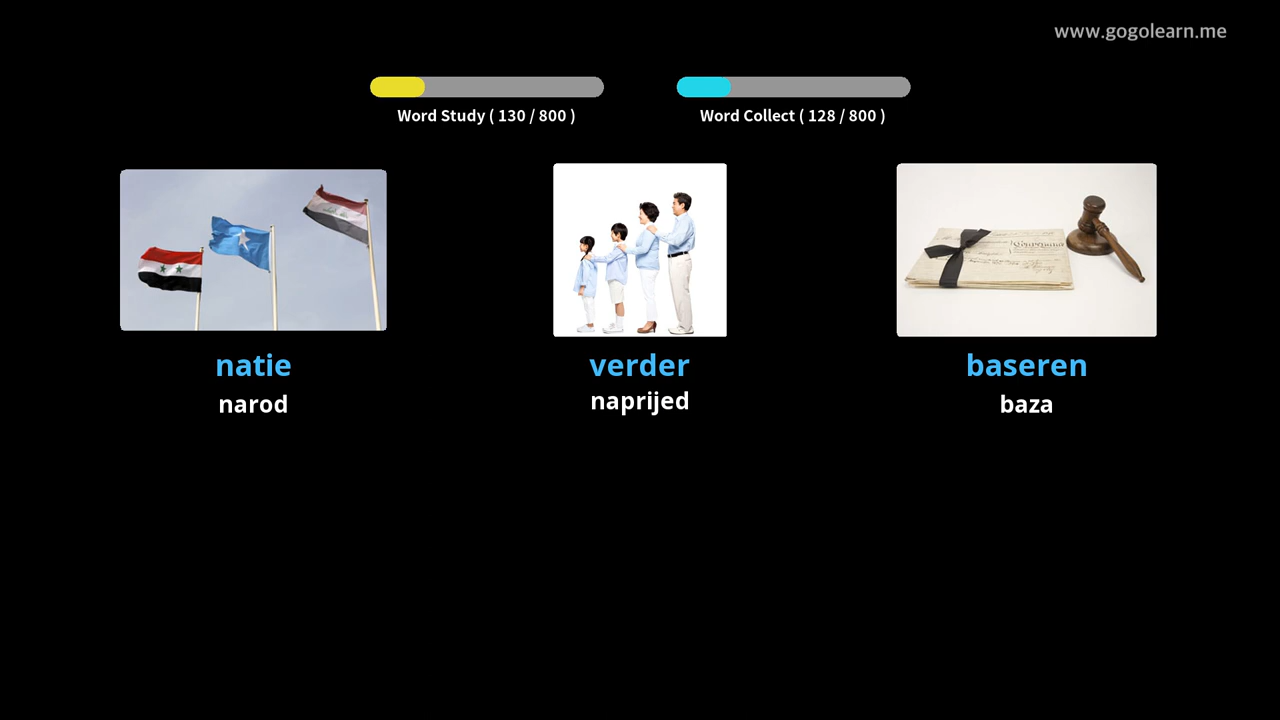 www.gogolearn.me
Word Study ( 130 / 800 )
Word Collect ( 128 / 800 )
natie
verder
baseren
narod
naprijed
baza